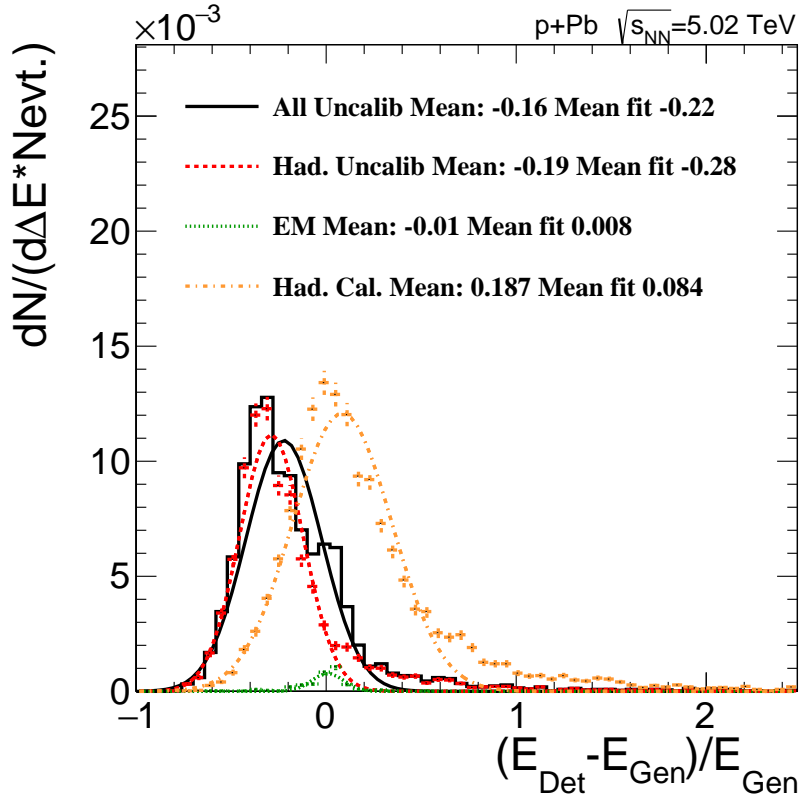 ×10⁻³
p+Pb √s_NN=5.02 TeV
dN/(dΔE*Nevt.)
25
20
15
10
5
0
All Uncalib Mean: -0.16 Mean fit -0.22
Had. Uncalib Mean: -0.19 Mean fit -0.28
EM Mean: -0.01 Mean fit 0.008
Had. Cal. Mean: 0.187 Mean fit 0.084
−1 0 1 2
(E_Det-E_Gen)/E_Gen